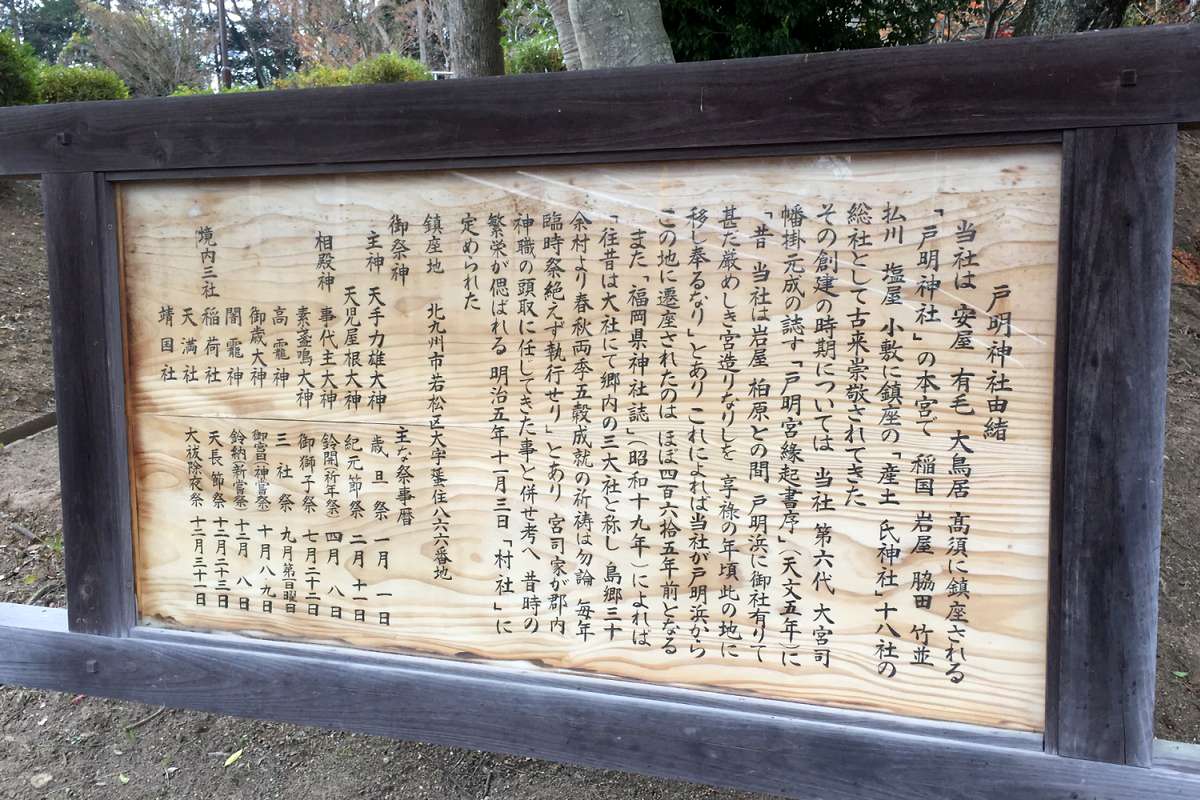 戸明神社由緒
当社は 安屋 有毛 大鳥居 高須に鎮座される
「戸明神社」の本宮で 稲国 岩屋 脇田 竹並
払川 塩屋 小敷に鎮座の「産土 氏神社」十八社の
総社として古来崇敬されてきた
その創建の時期については 当社 第六代 大宮司
幡掛元成の誌す「戸明宮縁起書序」(天文五年)に
「昔 当社は岩屋 柏原との間 戸明浜に御社有りて
甚だ厳めしき宮造りなりしを 享禄の年頃此の地に
移し奉るなり」とあり これによれば当社が戸明浜から
この地に遷座されたのは ほぼ四百六拾五年前となる
また「福岡県神社誌」(昭和十九年)によれば
「往昔は大社にて郷内の三大社と称し 島郷三十
余村より春秋両季五穀成就の祈祷は勿論 毎年
臨時祭絶えず執行せり」とあり 宮司家が郡内
神職の頭取に任してきた事と併せ考へ 昔時の
繁栄が偲ばれる 明治五年十一月三日「村社」に
定められた
鎮座地 北九州市若松区大字蜑住八六六番地
御祭神
主神 天手力雄大神
天児屋根大神
相殿神 事代主大神
素盞嗚大神
高龗神
御歳大神
闇龗神
境内三社 稲荷社
天満社
靖国社
主な祭事暦
歳旦祭 一月一日
紀元節祭 二月十一日
鈴開(祈年祭) 四月八日
御獅子祭 七月二十二日
三社祭 九月第一日曜日
御宮日(神嘗祭) 十月八、九日
鈴納(新嘗祭) 十二月八日
天長節祭 十二月二十三日
大祓除夜祭 十二月三十一日